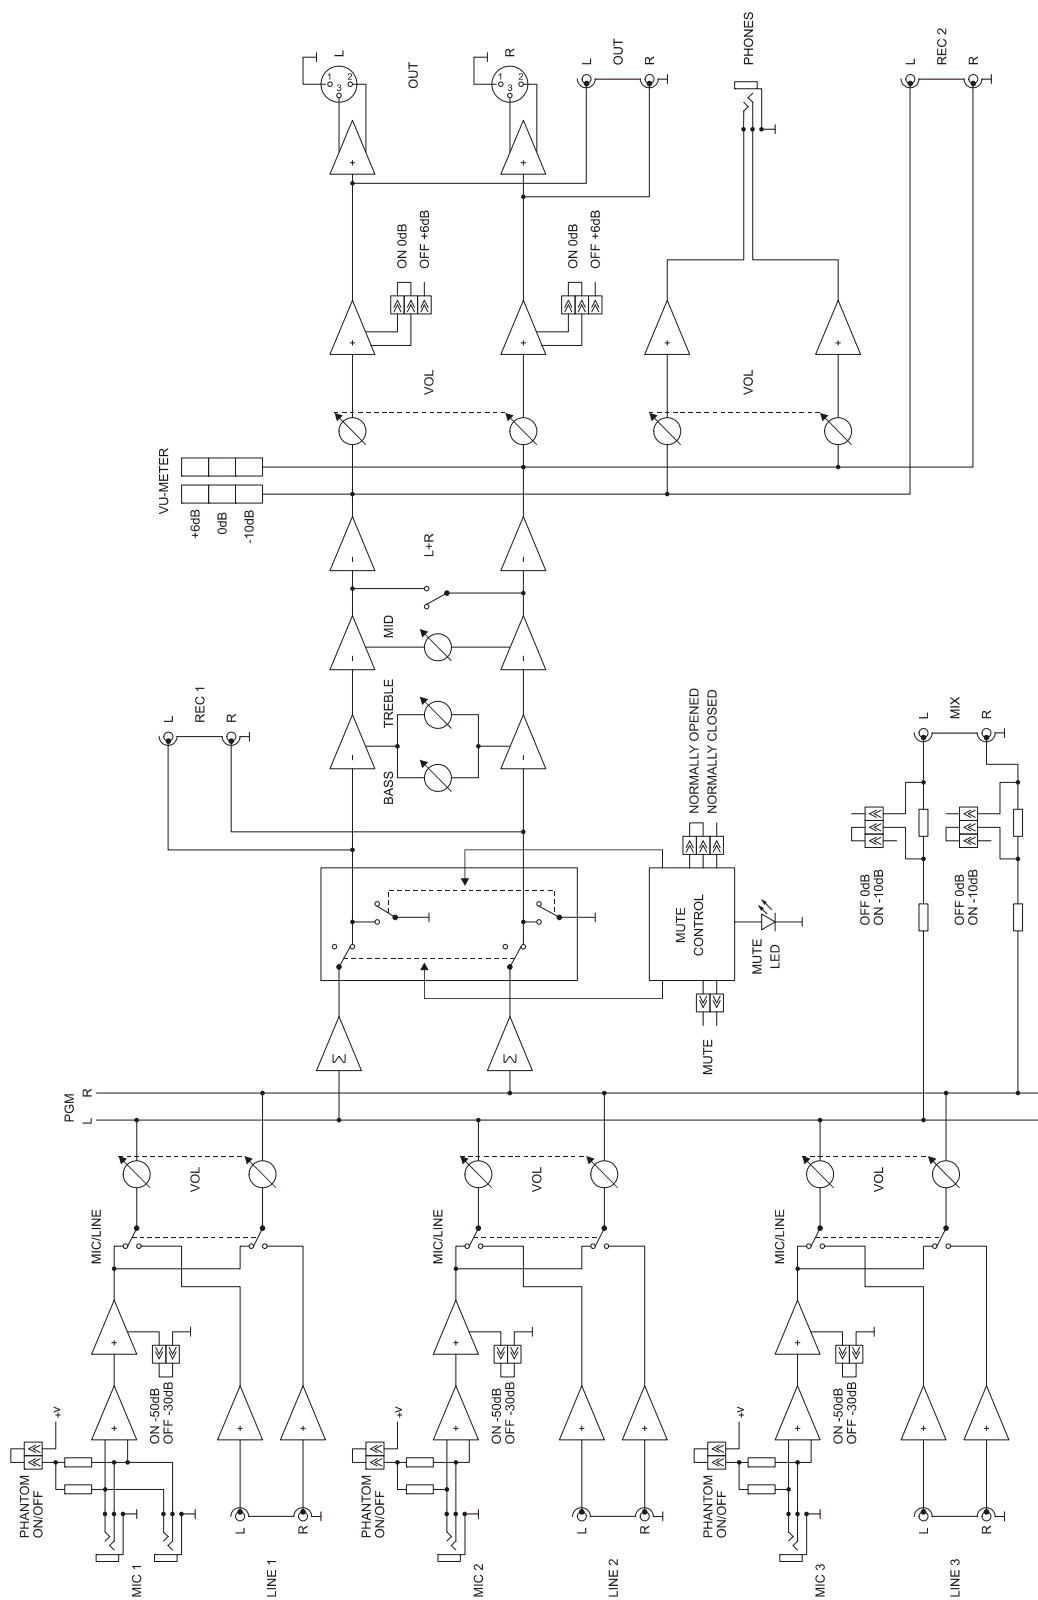 MIC 1
PHANTOM
ON/OFF
+V
+
ON -50dB
OFF -30dB
+
MIC/LINE
VOL
LINE 1
L
R
MIC 2
PHANTOM
ON/OFF
+V
+
ON -50dB
OFF -30dB
+
MIC/LINE
VOL
LINE 2
L
R
MIC 3
PHANTOM
ON/OFF
+V
+
ON -50dB
OFF -30dB
+
MIC/LINE
VOL
LINE 3
L
R
+
+
+
+
+
+
PGM
L
R
Σ
Σ
MUTE
MUTE
CONTROL
MUTE
LED
NORMALLY OPENED
NORMALLY CLOSED
OFF 0dB
ON -10dB
OFF 0dB
ON -10dB
L
MIX
R
L
REC 1
R
BASS
TREBLE
MID
L+R
-
-
-
-
-
-
VU-METER
+6dB
0dB
-10dB
VOL
VOL
+
+
+
+
ON 0dB
OFF +6dB
ON 0dB
OFF +6dB
+
+
1
2
3
L
OUT
1
2
3
R
L
OUT
R
PHONES
L
REC 2
R